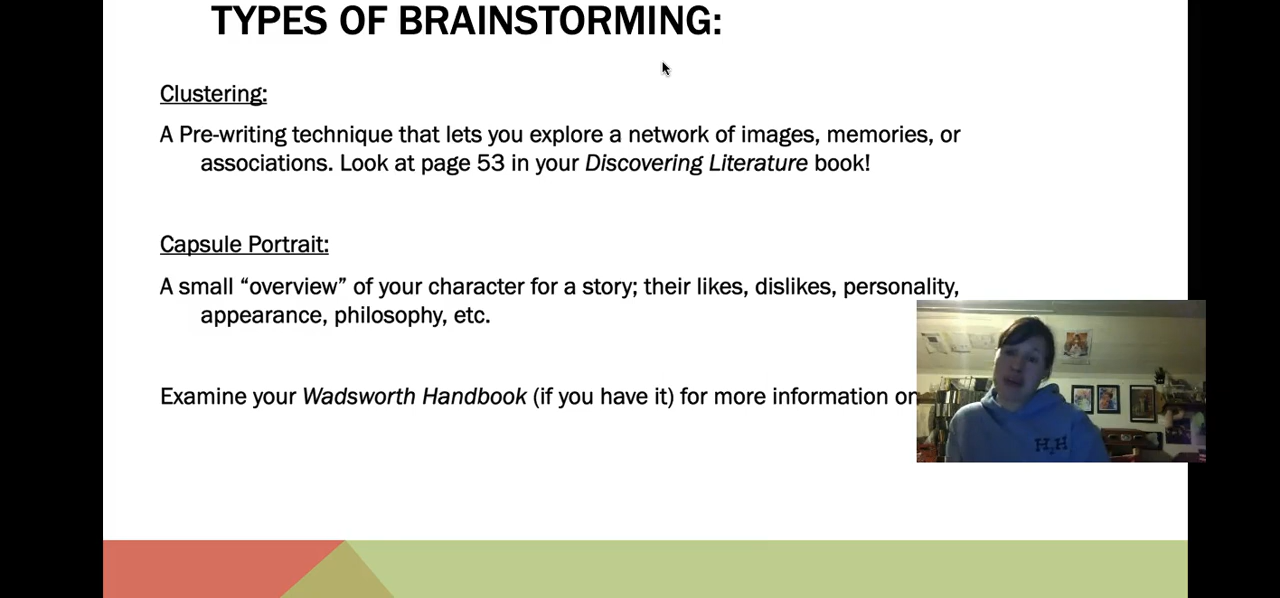 TYPES OF BRAINSTORMING:
Clustering:
A Pre-writing technique that lets you explore a network of images, memories, or
associations. Look at page 53 in your Discovering Literature book!
Capsule Portrait:
A small “overview” of your character for a story; their likes, dislikes, personality,
appearance, philosophy, etc.
Examine your Wadsworth Handbook (if you have it) for more information on